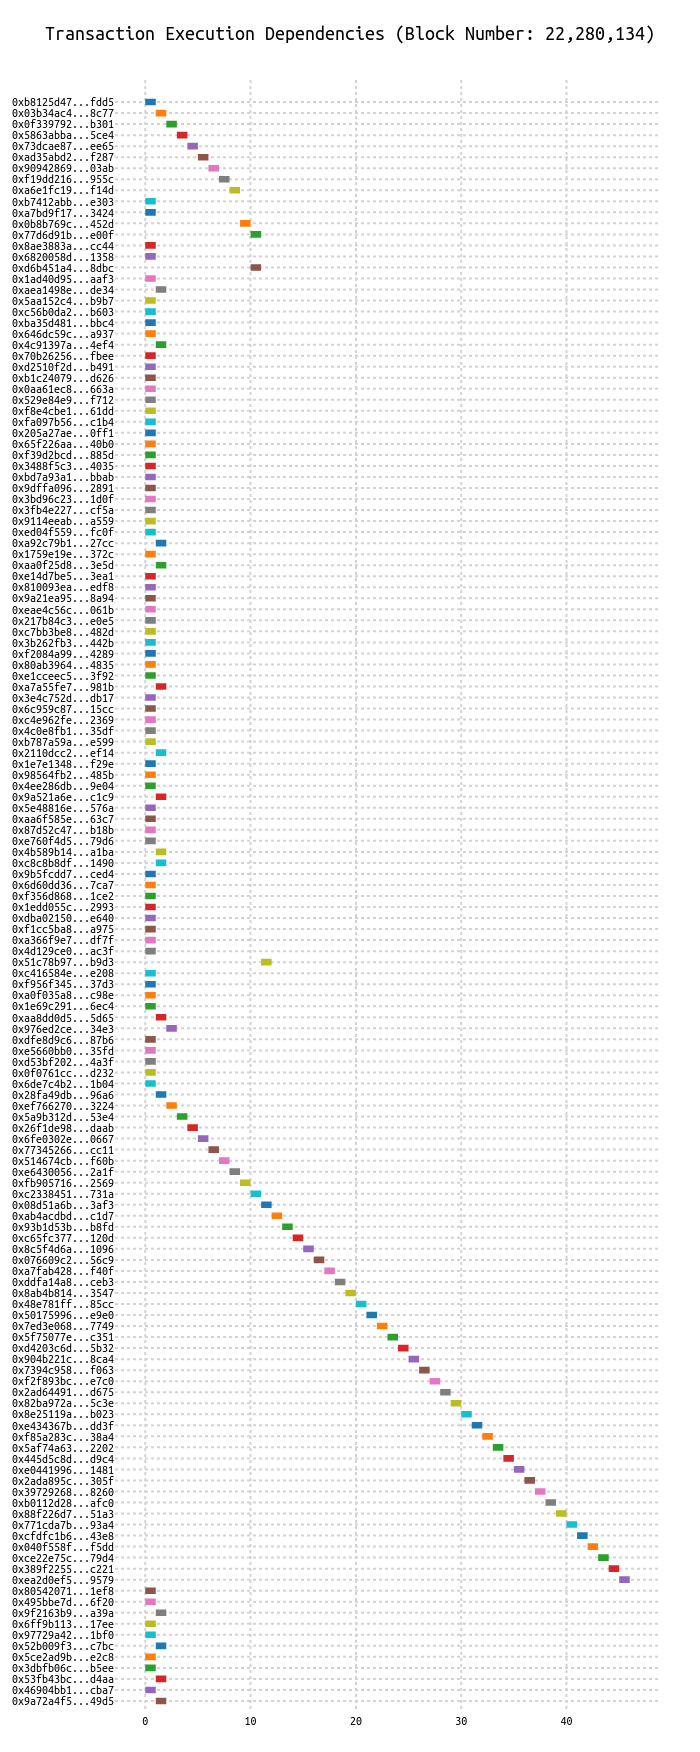 Transaction Execution Dependencies (Block Number: 22,280,134)
0xb8125d47...fdd5
0x03b34ac4...8c77
0x0f339792...b301
0x5863abba...5ce4
0x73dcae87...ee65
0xad35abd2...f287
0x90942869...03ab
0xf19dd216...955c
0xa6e1fc19...f14d
0xb7412abb...e303
0xa7bd9f17...3424
0x0b8b769c...452d
0x77d6d91b...e00f
0x8ae3883a...cc44
0x6820058d...1358
0xd6b451a4...8dbc
0x1ad40d95...aaf3
0xaea1498e...de34
0x5aa152c4...b9b7
0xc56b0da2...b603
0xba35d481...bbc4
0x646dc59c...a937
0x4c91397a...4ef4
0x70b26256...fbee
0xd2510f2d...b491
0xb1c24079...d626
0x0aa61ec8...663a
0x529e84e9...f712
0xf8e4cbe1...61dd
0xfa097b56...c1b4
0x205a27ae...0ff1
0x65f226aa...40b0
0xf39d2bcd...885d
0x3488f5c3...4035
0xbd7a93a1...bbab
0x9dffa096...2891
0x3bd96c23...1d0f
0x3fb4e227...cf5a
0x9114eeab...a559
0xed04f559...fc0f
0xa92c79b1...27cc
0x1759e19e...372c
0xaa0f25d8...3e5d
0xe14d7be5...3ea1
0x810093ea...edf8
0x9a21ea95...8a94
0xeae4c56c...061b
0x217b84c3...e0e5
0xc7bb3be8...482d
0x3b262fb3...442b
0xf2084a99...4289
0x80ab3964...4835
0xe1cceec5...3f92
0xa7a55fe7...981b
0x3e4c752d...db17
0x6c959c87...15cc
0xc4e962fe...2369
0x4c0e8fb1...35df
0xb787a59a...e599
0x2110dcc2...ef14
0x1e7e1348...f29e
0x98564fb2...485b
0x4ee286db...9e04
0x9a521a6e...c1c9
0x5e48816e...576a
0xaa6f585e...63c7
0x87d52c47...b18b
0xe760f4d5...79d6
0x4b589b14...a1ba
0xc8c8b8df...1490
0x9b5fcdd7...ced4
0x6d60dd36...7ca7
0xf356d868...1ce2
0x1edd055c...2993
0xdba02150...e640
0xf1cc5ba8...a975
0xa366f9e7...df7f
0x4d129ce0...ac3f
0x51c78b97...b9d3
0xc416584e...e208
0xf956f345...37d3
0xa0f035a8...c98e
0x1e69c291...6ec4
0xaa8dd0d5...5d65
0x976ed2ce...34e3
0xdfe8d9c6...87b6
0xe5660bb0...35fd
0xd53bf202...4a3f
0x0f0761cc...d232
0x6de7c4b2...1b04
0x28fa49db...96a6
0xef766270...3224
0x5a9b312d...53e4
0x26f1de98...daab
0x6fe0302e...0667
0x77345266...cc11
0x514674cb...f60b
0xe6430056...2a1f
0xfb905716...2569
0xc2338451...731a
0x08d51a6b...3af3
0xab4acdbd...c1d7
0x93b1d53b...b8fd
0xc65fc377...120d
0x8c5f4d6a...1096
0x076609c2...56c9
0xa7fab428...f40f
0xddfa14a8...ceb3
0x8ab4b814...3547
0x48e781ff...85cc
0x50175996...e9e0
0x7ed3e068...7749
0x5f75077e...c351
0xd4203c6d...5b32
0x904b221c...8ca4
0x7394c958...f063
0xf2f893bc...e7c0
0x2ad64491...d675
0x82ba972a...5c3e
0x8e25119a...b023
0xe434367b...dd3f
0xf85a283c...38a4
0x5af74a63...2202
0x445d5c8d...d9c4
0xe0441996...1481
0x2ada895c...305f
0x39729268...8260
0xb0112d28...afc0
0x88f226d7...51a3
0x771cda7b...93a4
0xcfdfc1b6...43e8
0x040f558f...f5dd
0xce22e75c...79d4
0x389f2255...c221
0xea2d0ef5...9579
0x80542071...1ef8
0x495bbe7d...6f20
0x9f2163b9...a39a
0x6ff9b113...17ee
0x97729a42...1bf0
0x52b009f3...c7bc
0x5ce2ad9b...e2c8
0x3dbfb06c...b5ee
0x53fb43bc...d4aa
0x46904bb1...cba7
0x9a72a4f5...49d5
0 10 20 30 40